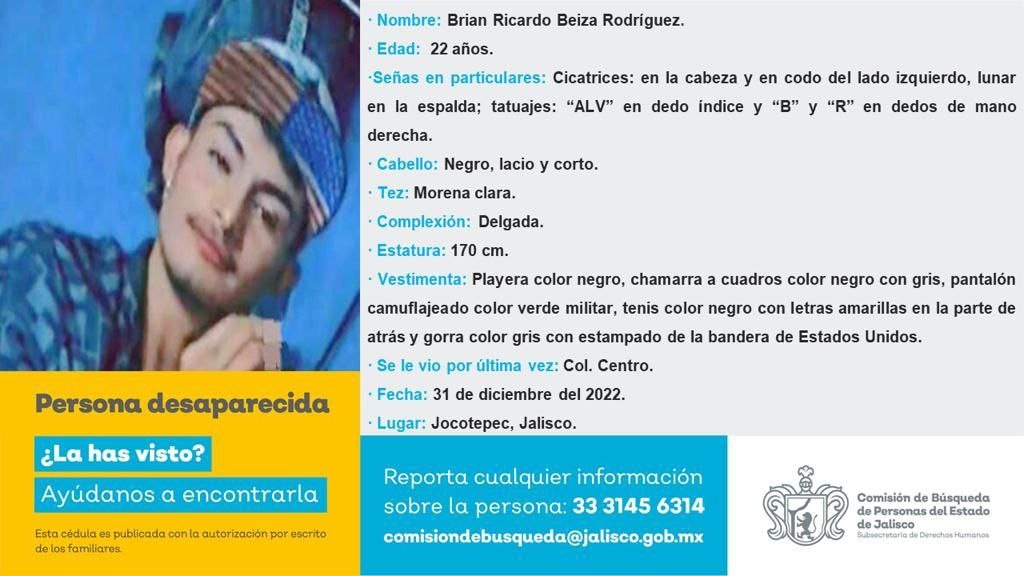 · Nombre: Brian Ricardo Beiza Rodríguez.
· Edad: 22 años.
·Señas en particulares: Cicatrices: en la cabeza y en codo del lado izquierdo, lunar
en la espalda; tatuajes: “ALV” en dedo índice y “B” y “R” en dedos de mano
derecha.
· Cabello: Negro, lacio y corto.
· Tez: Morena clara.
· Complexión: Delgada.
· Estatura: 170 cm.
· Vestimenta: Playera color negro, chamarra a cuadros color negro con gris, pantalón
camuflajeado color verde militar, tenis color negro con letras amarillas en la parte de
atrás y gorra color gris con estampado de la bandera de Estados Unidos.
· Se le vio por última vez: Col. Centro.
· Fecha: 31 de diciembre del 2022.
· Lugar: Jocotepec, Jalisco.
Persona desaparecida
¿La has visto?
Ayúdanos a encontrarla
Esta cédula es publicada con la autorización por escrito
de los familiares.
Reporta cualquier información
sobre la persona: 33 3145 6314
comisiondebusqueda@jalisco.gob.mx
Comisión de Búsqueda
de Personas del Estado
de Jalisco
Subsecretaría de Derechos Humanos